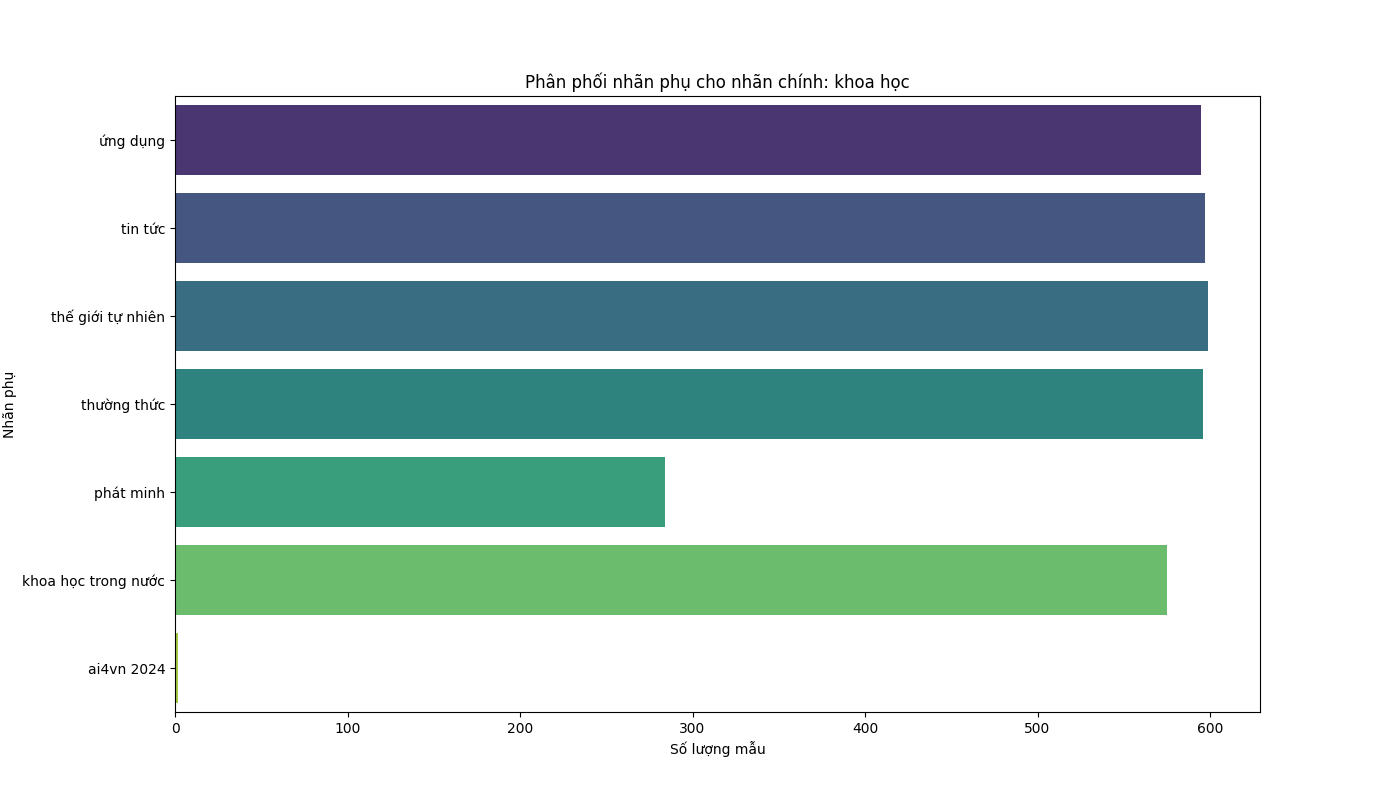 Phân phối nhãn phụ cho nhãn chính: khoa học
Nhãn phụ
ứng dụng
tin tức
thế giới tự nhiên
thường thức
phát minh
khoa học trong nước
ai4vn 2024
0 100 200 300 400 500 600
Số lượng mẫu